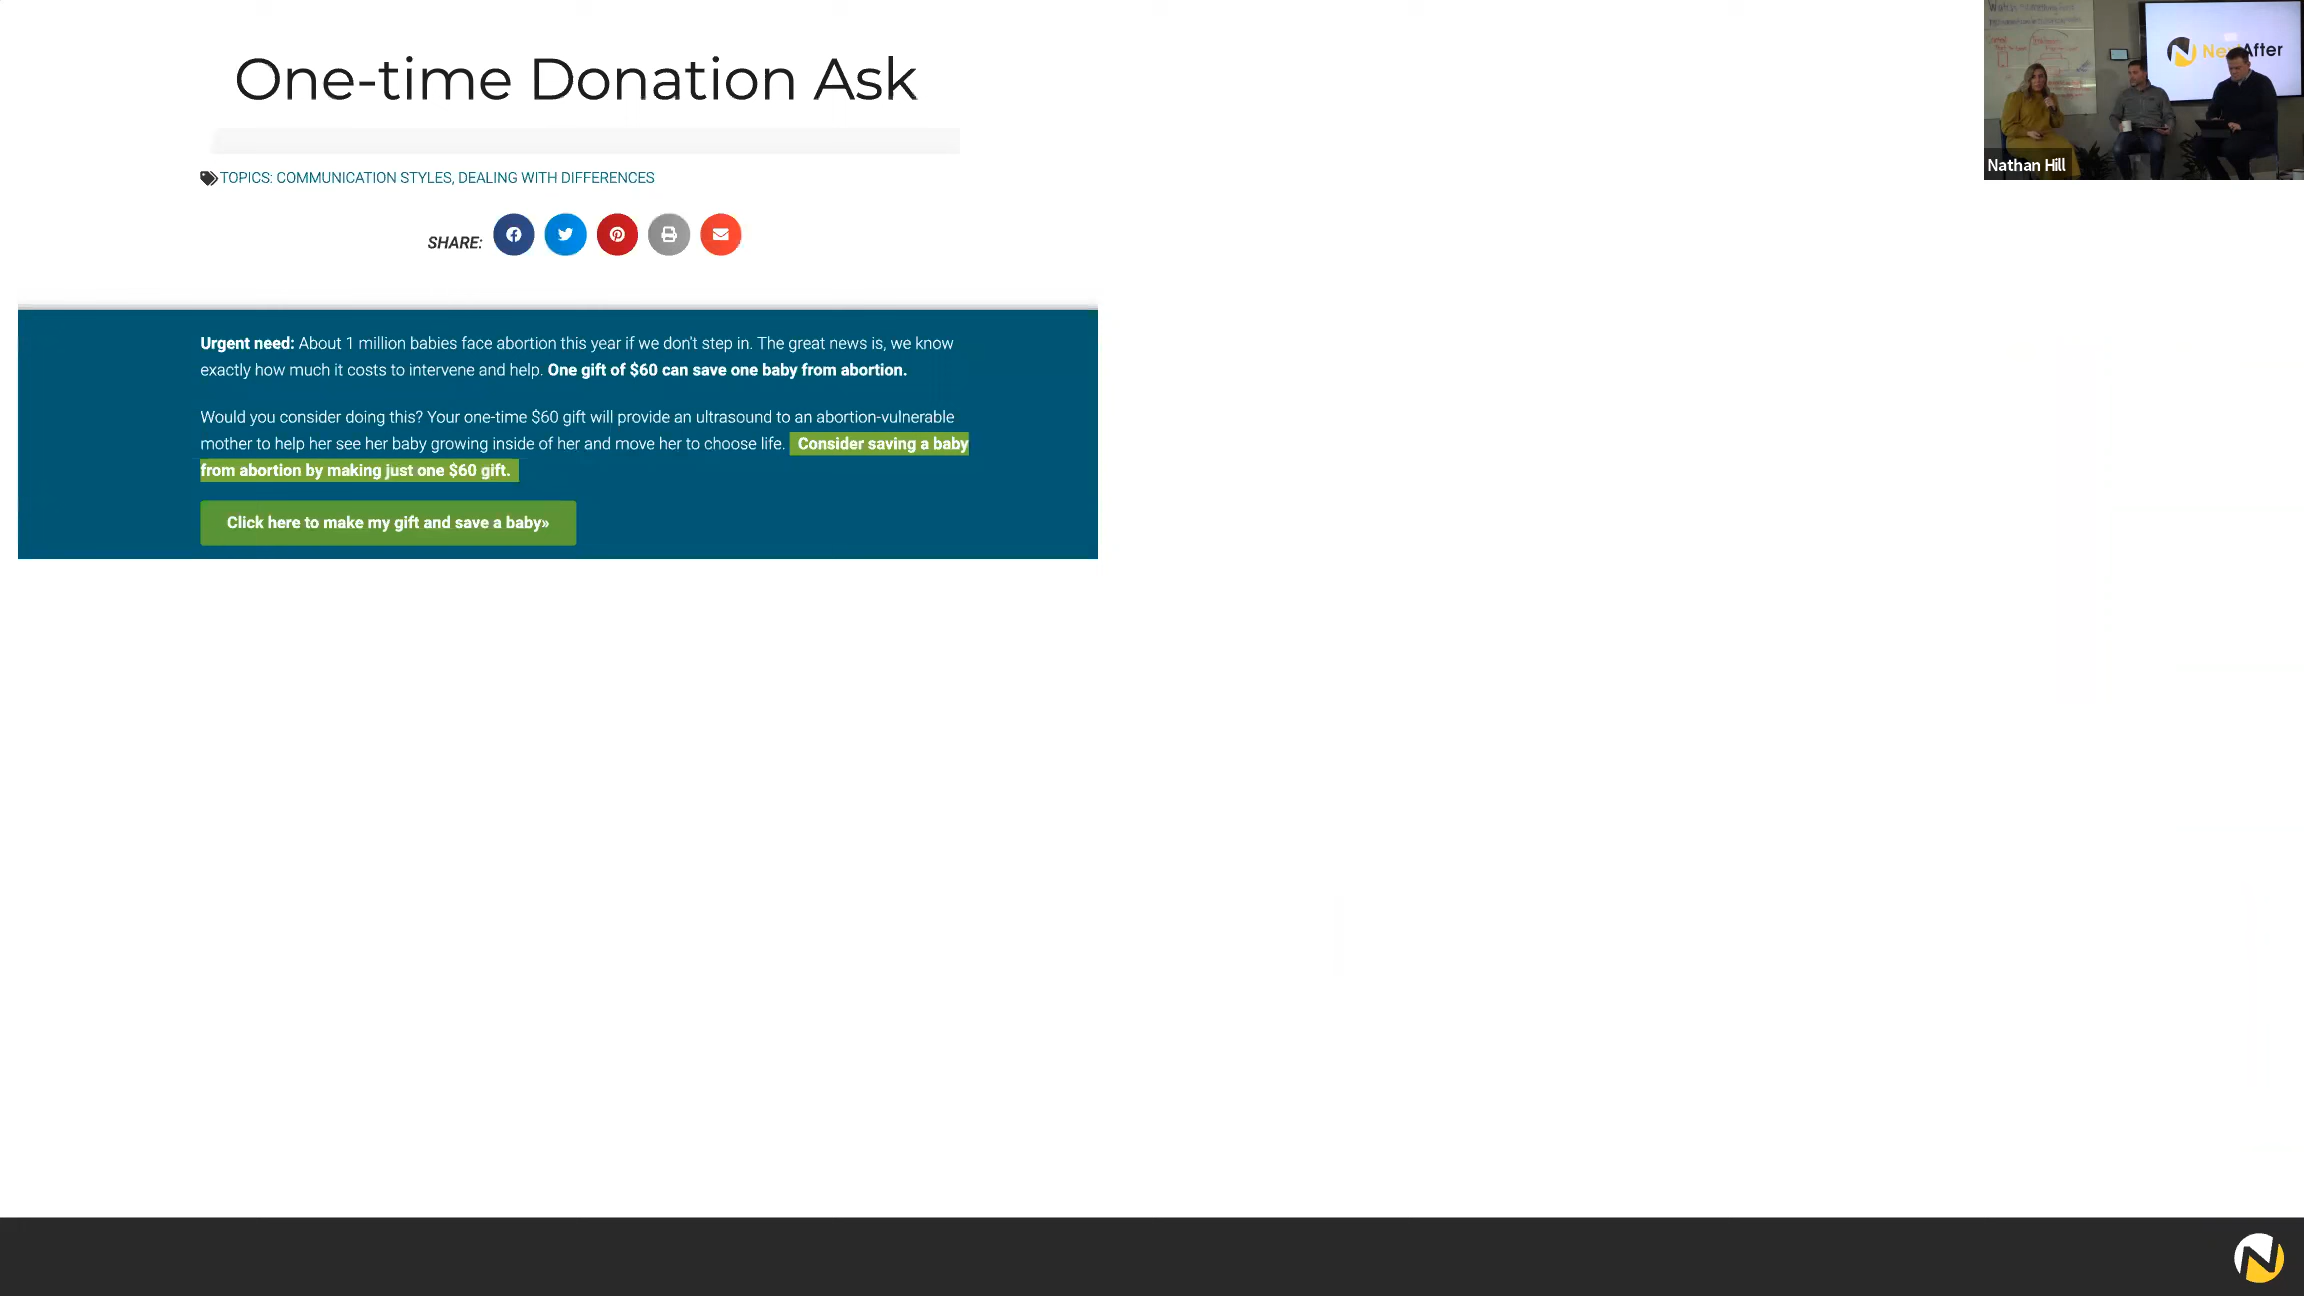 One-time Donation Ask
TOPICS: COMMUNICATION STYLES, DEALING WITH DIFFERENCES
SHARE:
Urgent need: About 1 million babies face abortion this year if we don't step in. The great news is, we know
exactly how much it costs to intervene and help. One gift of $60 can save one baby from abortion.
Would you consider doing this? Your one-time $60 gift will provide an ultrasound to an abortion-vulnerable
mother to help her see her baby growing inside of her and move her to choose life. Consider saving a baby
from abortion by making just one $60 gift.
Click here to make my gift and save a baby»
After
Nathan Hill